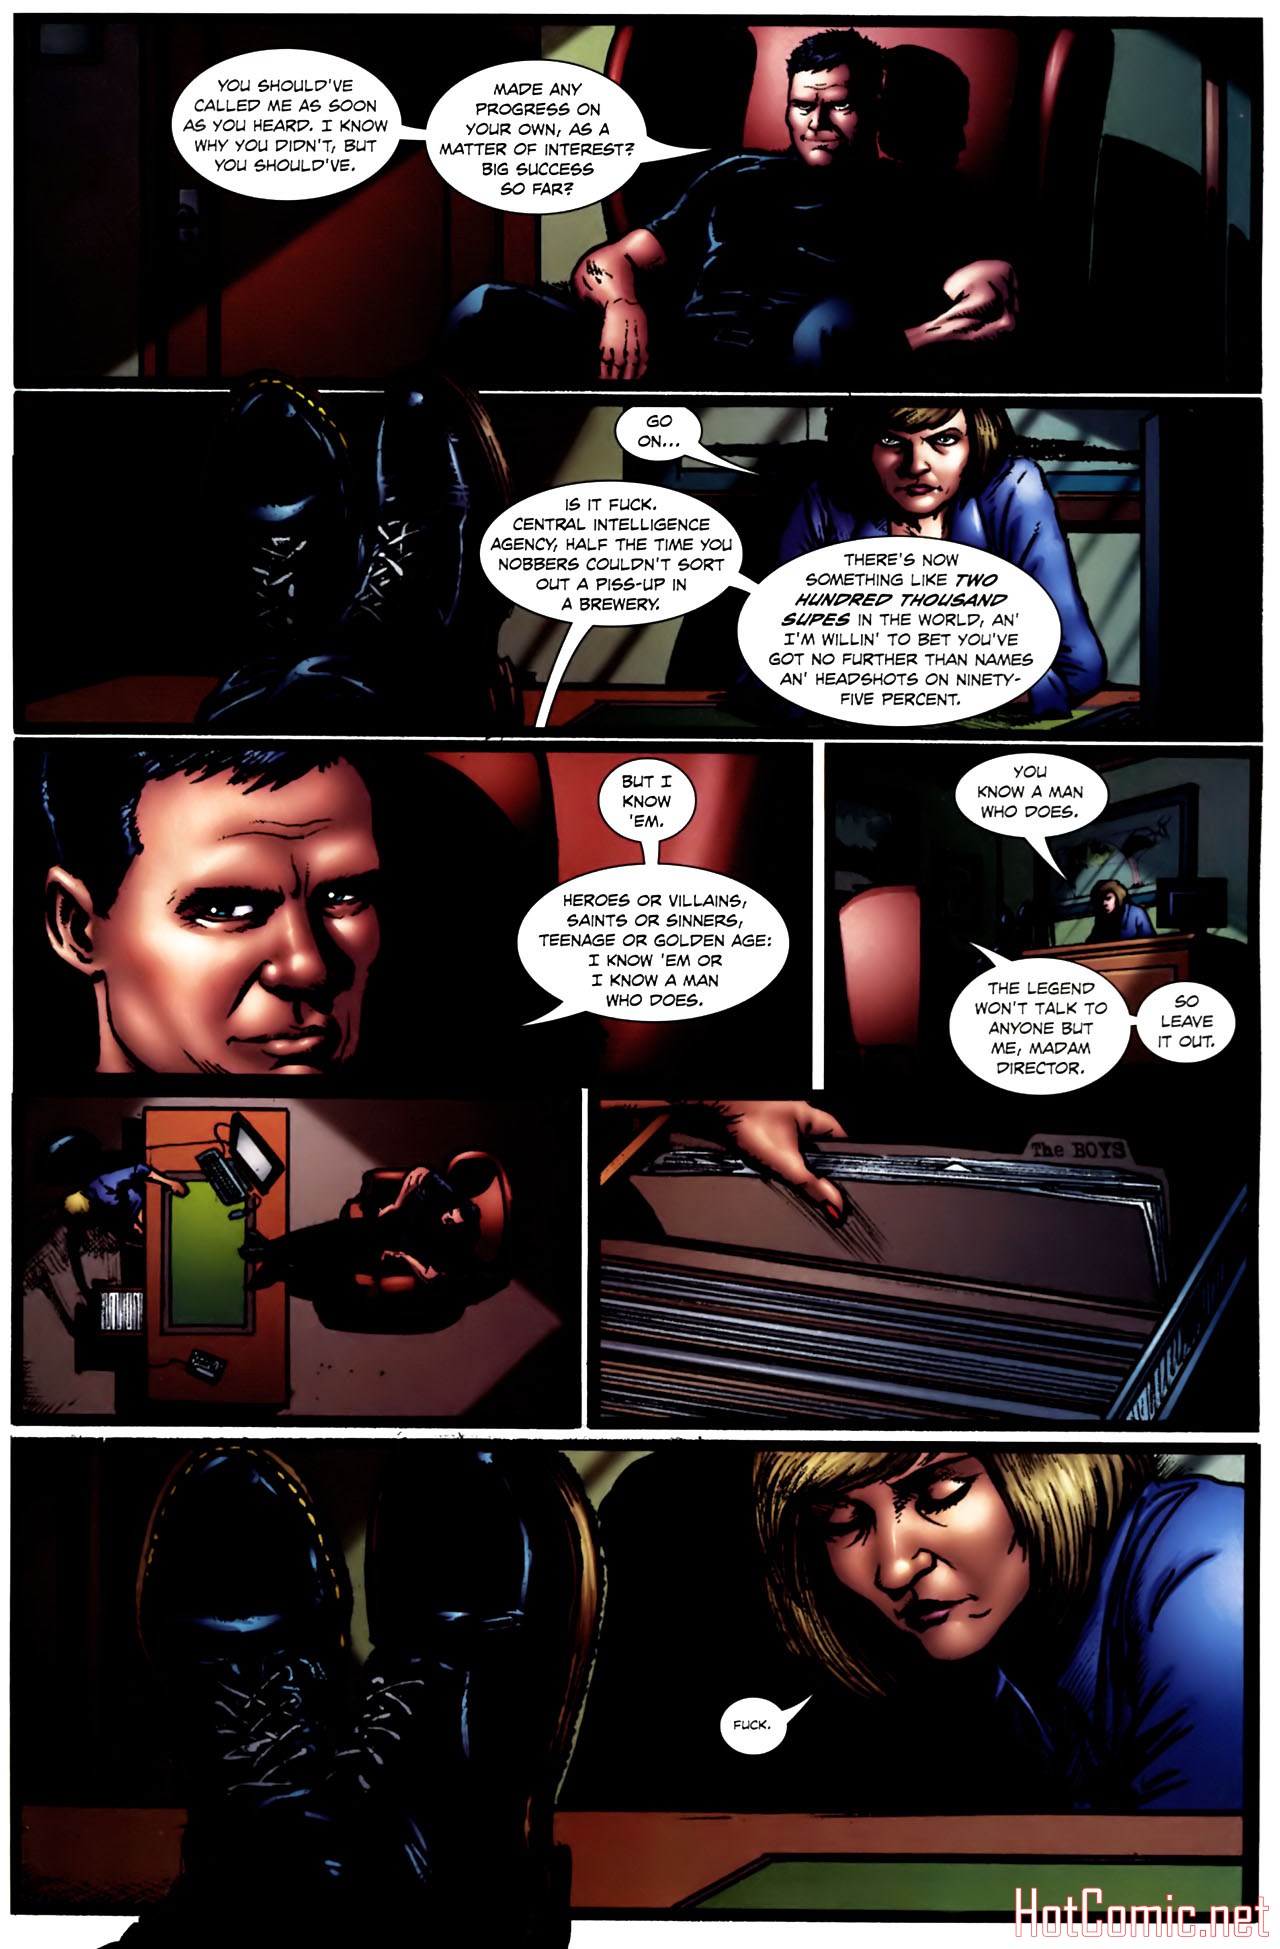 YOU SHOULD'VE
CALLED ME AS SOON
AS YOU HEARD. I KNOW
WHY YOU DIDN'T, BUT
YOU SHOULD'VE.
MADE ANY
PROGRESS ON
YOUR OWN, AS A
MATTER OF INTEREST?
BIG SUCCESS
SO FAR?
GO
ON...
IS IT FUCK.
CENTRAL INTELLIGENCE
AGENCY, HALF THE TIME YOU
NOBBERS COULDN'T SORT
OUT A PISS-UP IN
A BREWERY.
THERE'S NOW
SOMETHING LIKE TWO
HUNDRED THOUSAND
SUPES IN THE WORLD, AN'
I'M WILLIN' TO BET YOU'VE
GOT NO FURTHER THAN NAMES
AN' HEADSHOTS ON NINETY-
FIVE PERCENT.
BUT I
KNOW
'EM.
HEROES OR VILLAINS,
SAINTS OR SINNERS,
TEENAGE OR GOLDEN AGE:
I KNOW 'EM OR
I KNOW A MAN
WHO DOES.
YOU
KNOW A MAN
WHO DOES.
THE LEGEND
WON'T TALK TO
ANYONE BUT
ME, MADAM
DIRECTOR.
SO
LEAVE
IT OUT.
The BOYS
FUCK.
HotComic.net